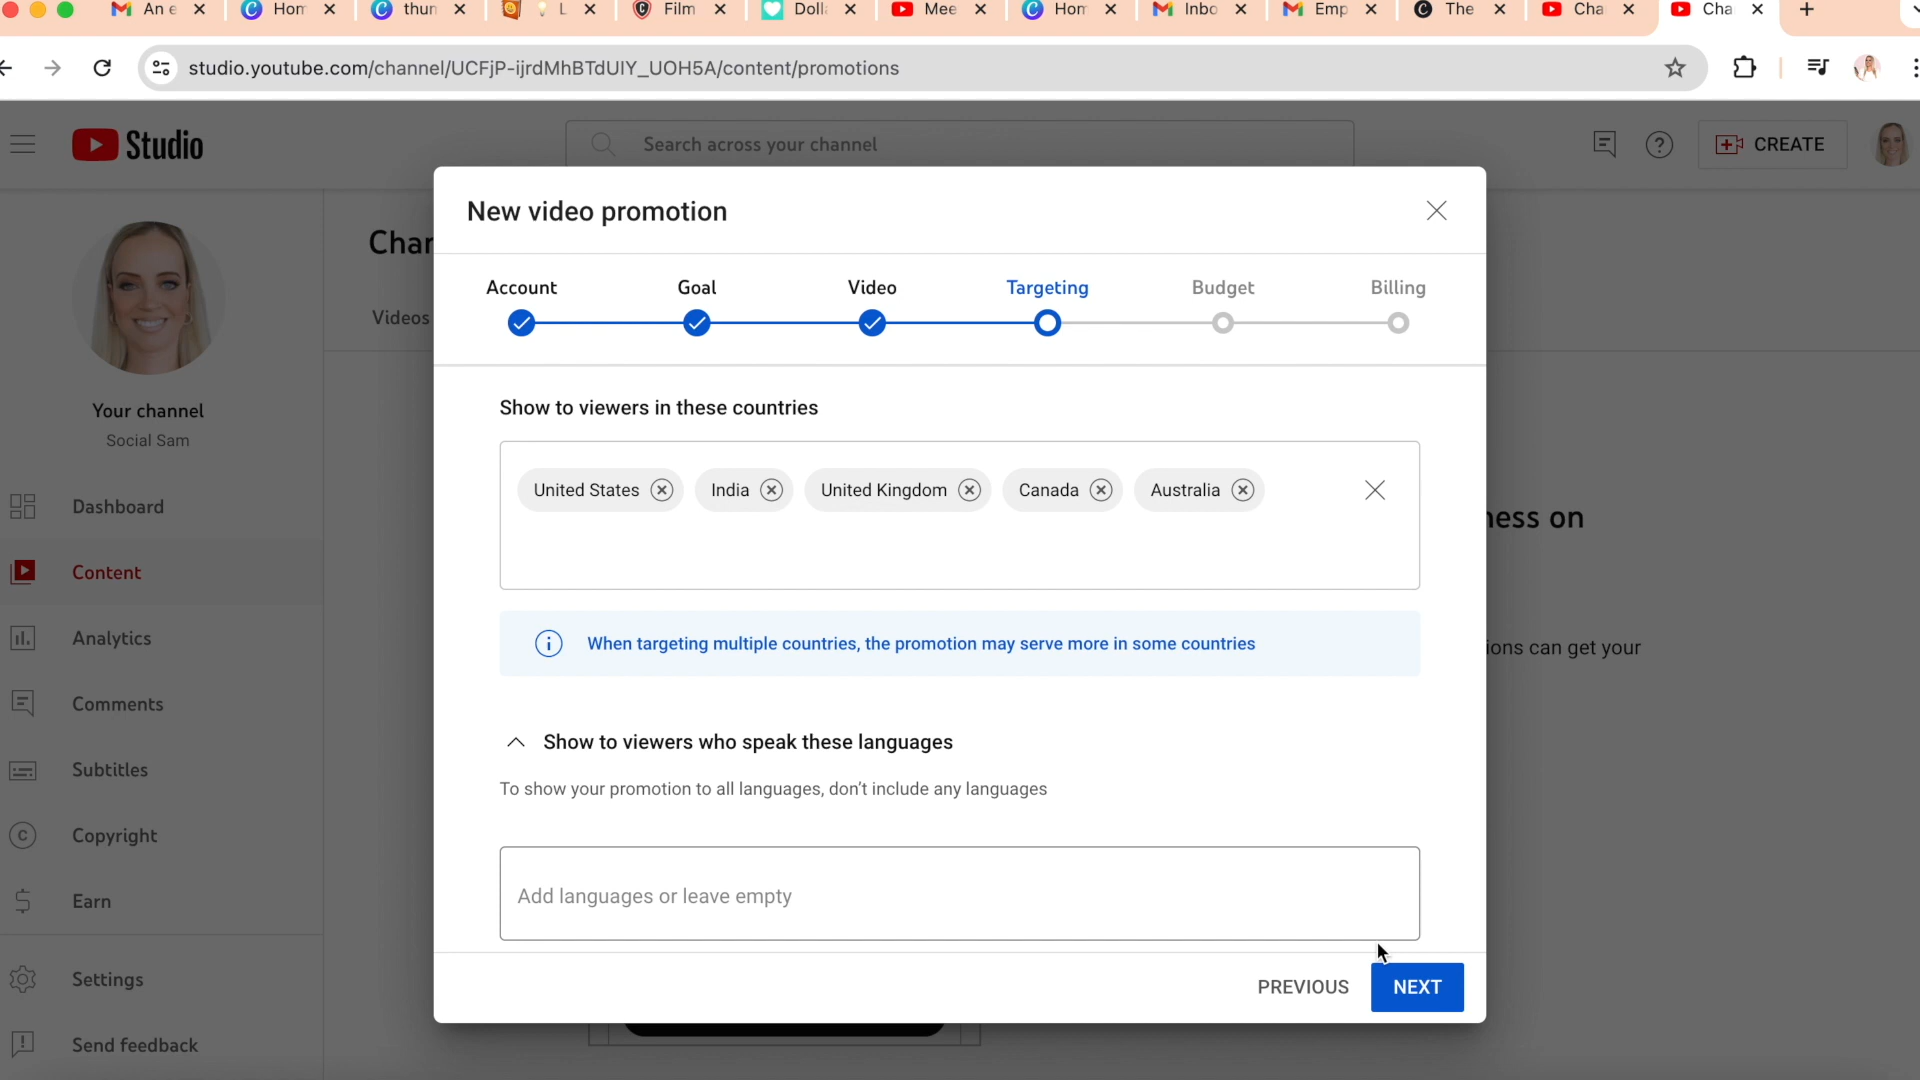 An e
Hom
thun
L
Film
Doll
Mee
Hom
Inbo
Emp
The
Cha
Cha
studio.youtube.com/channel/UCFjP-ijrdMhBTdUIY_UOH5A/content/promotions
Studio
Search across your channel
CREATE
New video promotion
Account
Goal
Video
Targeting
Budget
Billing
Chan
Videos
Your channel
Social Sam
Dashboard
Content
Analytics
Comments
Subtitles
Copyright
Earn
Settings
Send feedback
Show to viewers in these countries
United States
India
United Kingdom
Canada
Australia
ness on
When targeting multiple countries, the promotion may serve more in some countries
ions can get your
Show to viewers who speak these languages
To show your promotion to all languages, don't include any languages
Add languages or leave empty
PREVIOUS
NEXT